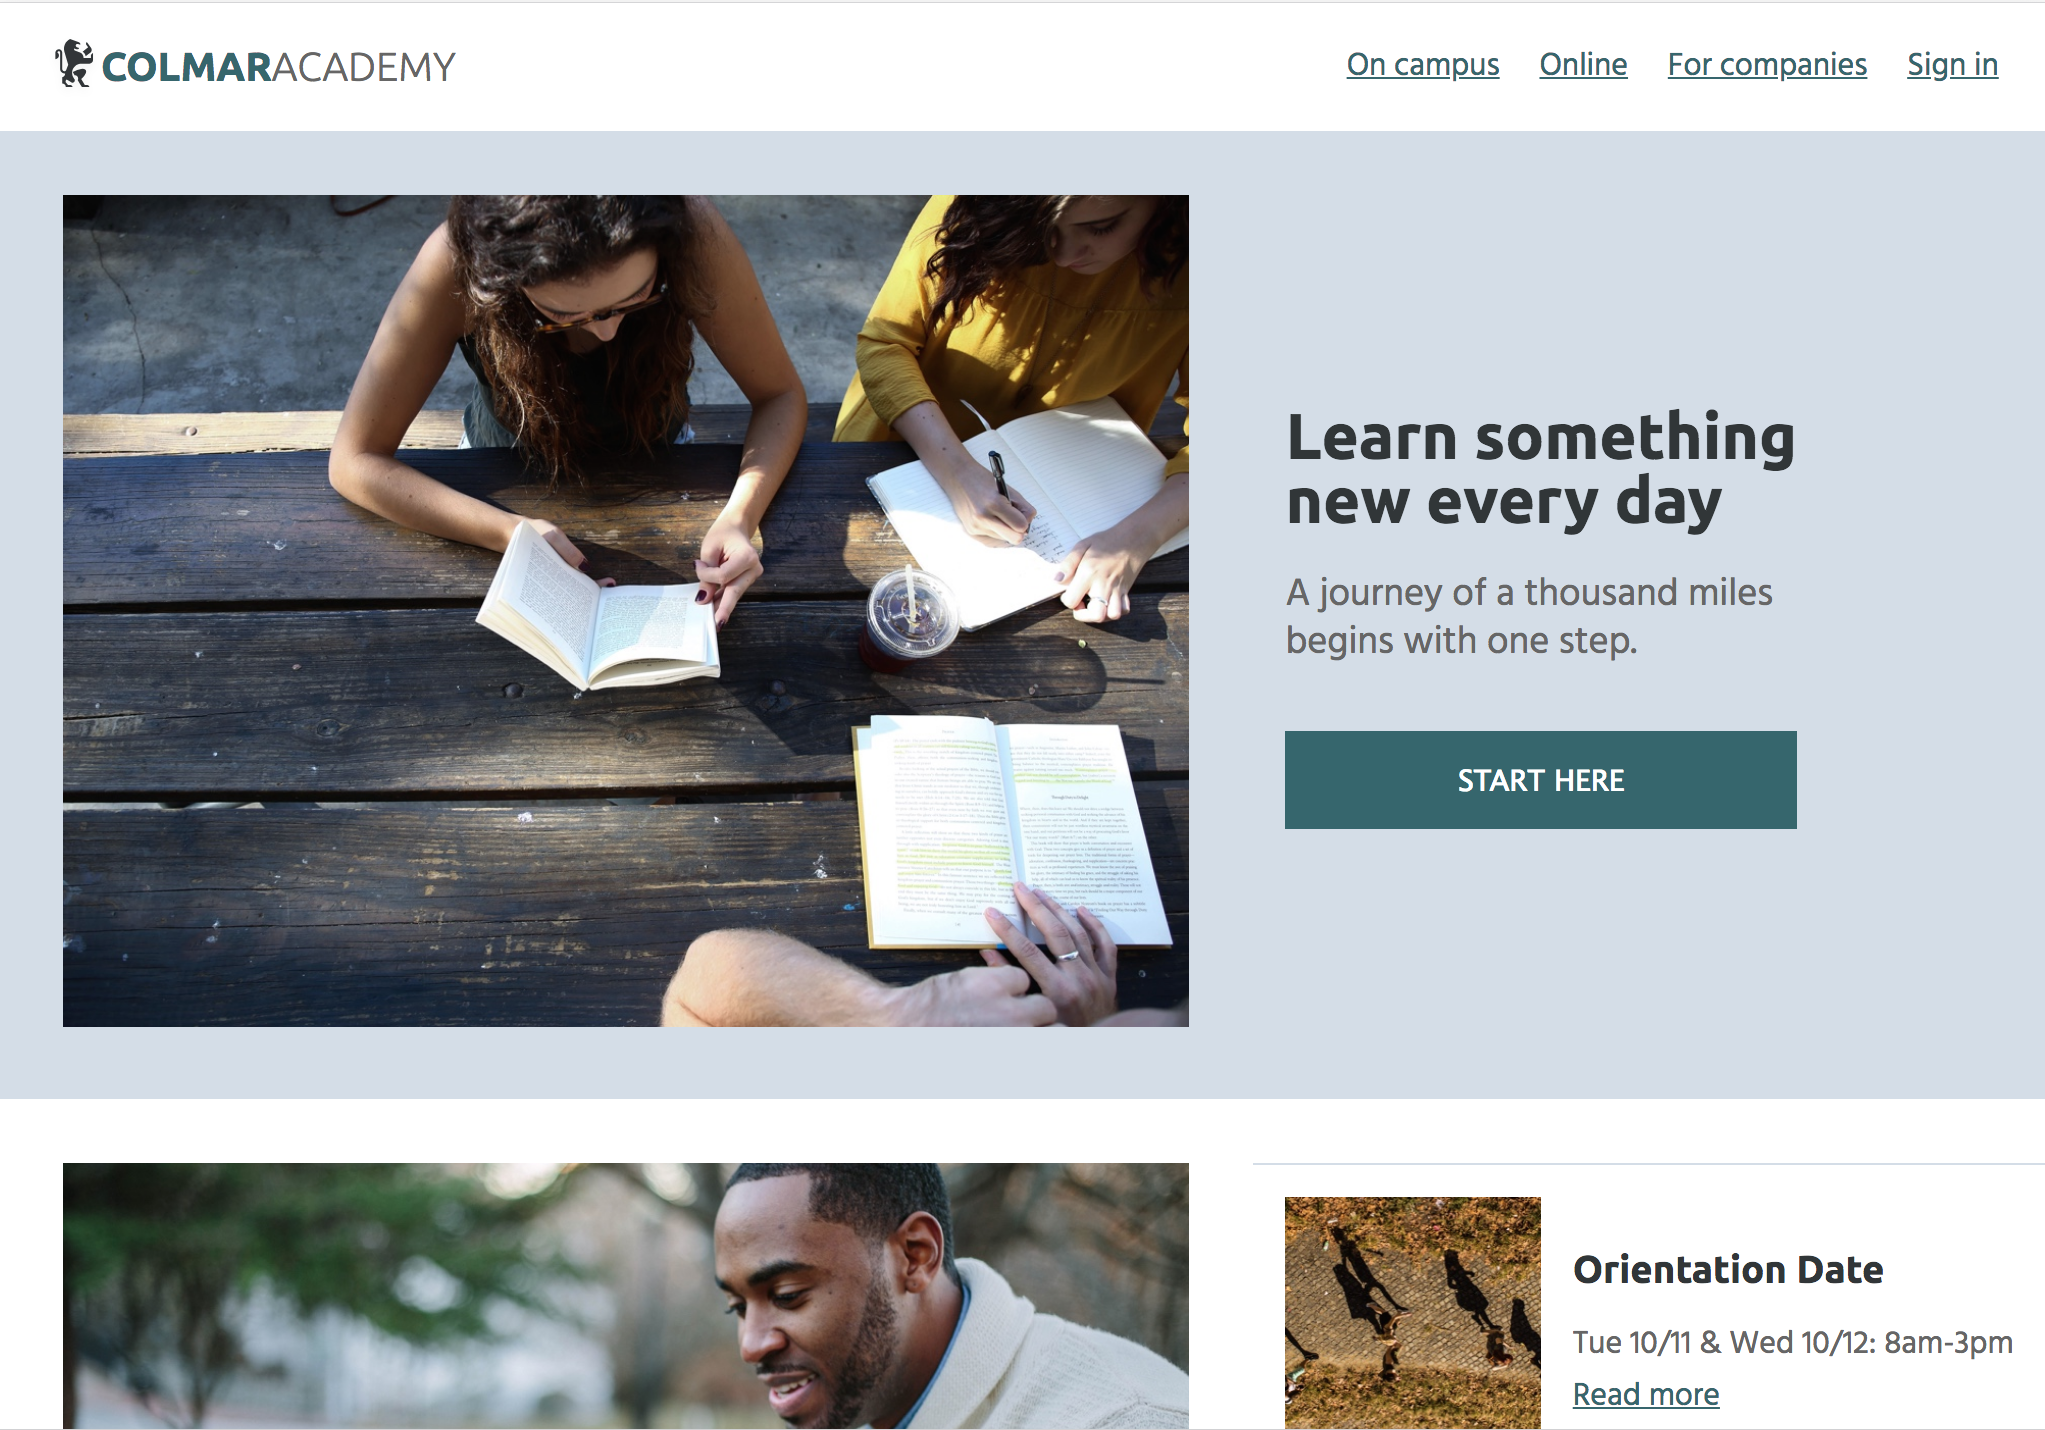 COLMARACADEMY
On campus Online For companies Sign in
Learn something
new every day
A journey of a thousand miles
begins with one step.
START HERE
Orientation Date
Tue 10/11 & Wed 10/12: 8am-3pm
Read more